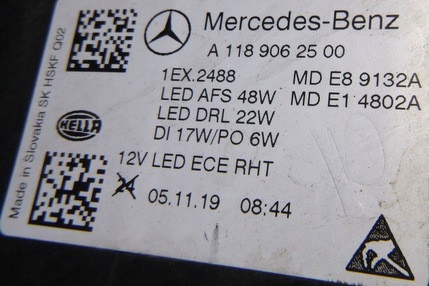 Mercedes-Benz
A 118 906 25 00
1EX.2488 MD E8 9132A
LED AFS 48W MD E1 4802A
LED DRL 22W
DI 17W/PO 6W
HELLA
12V LED ECE RHT
24 05.11.19 08:44
Made in Slovakia SK HSKF Q02